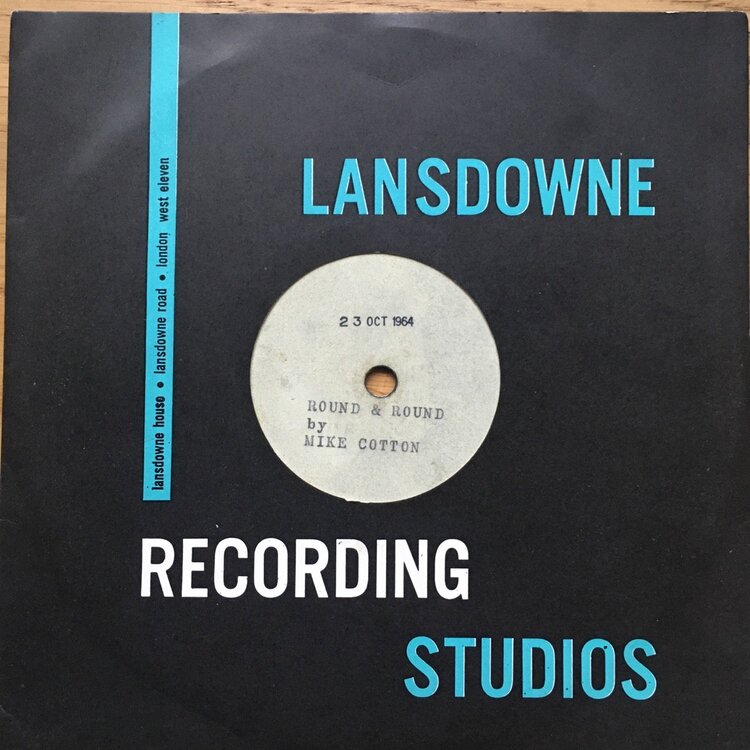 LANSDOWNE
lansdowne house • lansdowne road • london west eleven
23 OCT 1964
ROUND & ROUND
by
MIKE COTTON
RECORDING
STUDIOS